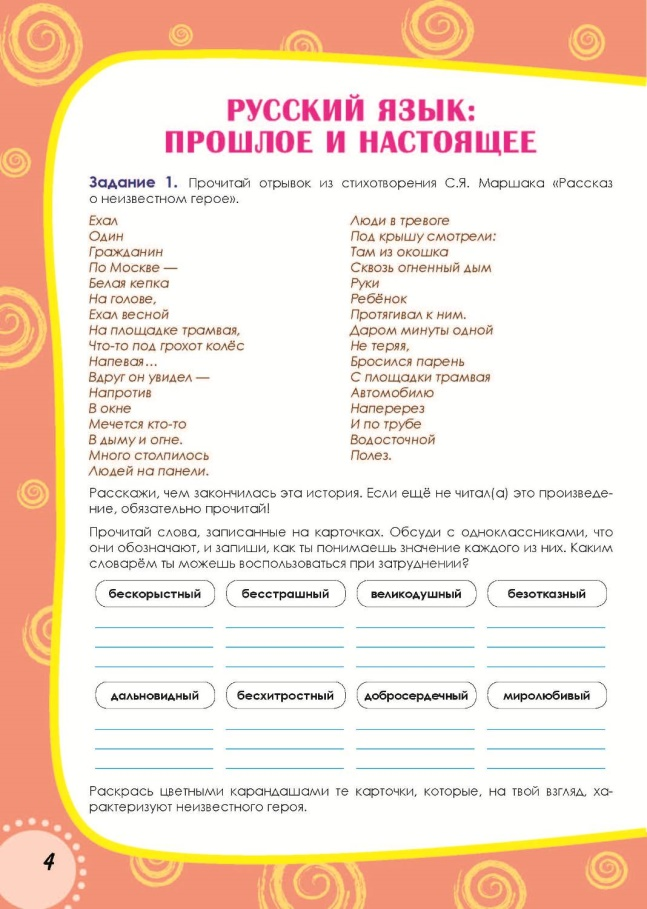 РУССКИЙ ЯЗЫК:
ПРОШЛОЕ И НАСТОЯЩЕЕ
Задание 1. Прочитай отрывок из стихотворения С.Я. Маршака «Рассказ
о неизвестном герое».
Ехал
Один
Гражданин
По Москве —
Белая кепка
На голове,
Ехал весной
На площадке трамвая,
Что-то под грохот колёс
Напевая...
Вдруг он увидел —
Напротив
В окне
Мечется кто-то
В дыму и огне.
Много столпилось
Людей на панели.
Люди в тревоге
Под крышу смотрели:
Там из окошка
Сквозь огненный дым
Руки
Ребёнок
Протягивал к ним.
Даром минуты одной
Не теряя,
Бросился парень
С площадки трамвая
Автомобилю
Наперерез
И по трубе
Водосточной
Полез.
Расскажи, чем закончилась эта история. Если ещё не читал(а) это произведе-
ние, обязательно прочитай!
Прочитай слова, записанные на карточках. Обсуди с одноклассниками, что
они обозначают, и запиши, как ты понимаешь значение каждого из них. Каким
словарём ты можешь воспользоваться при затруднении?
бескорыстный бесстрашный великодушный безотказный
дальновидный бесхитростный добросердечный миролюбивый
Раскрась цветными карандашами те карточки, которые, на твой взгляд, ха-
рактеризуют неизвестного героя.
4